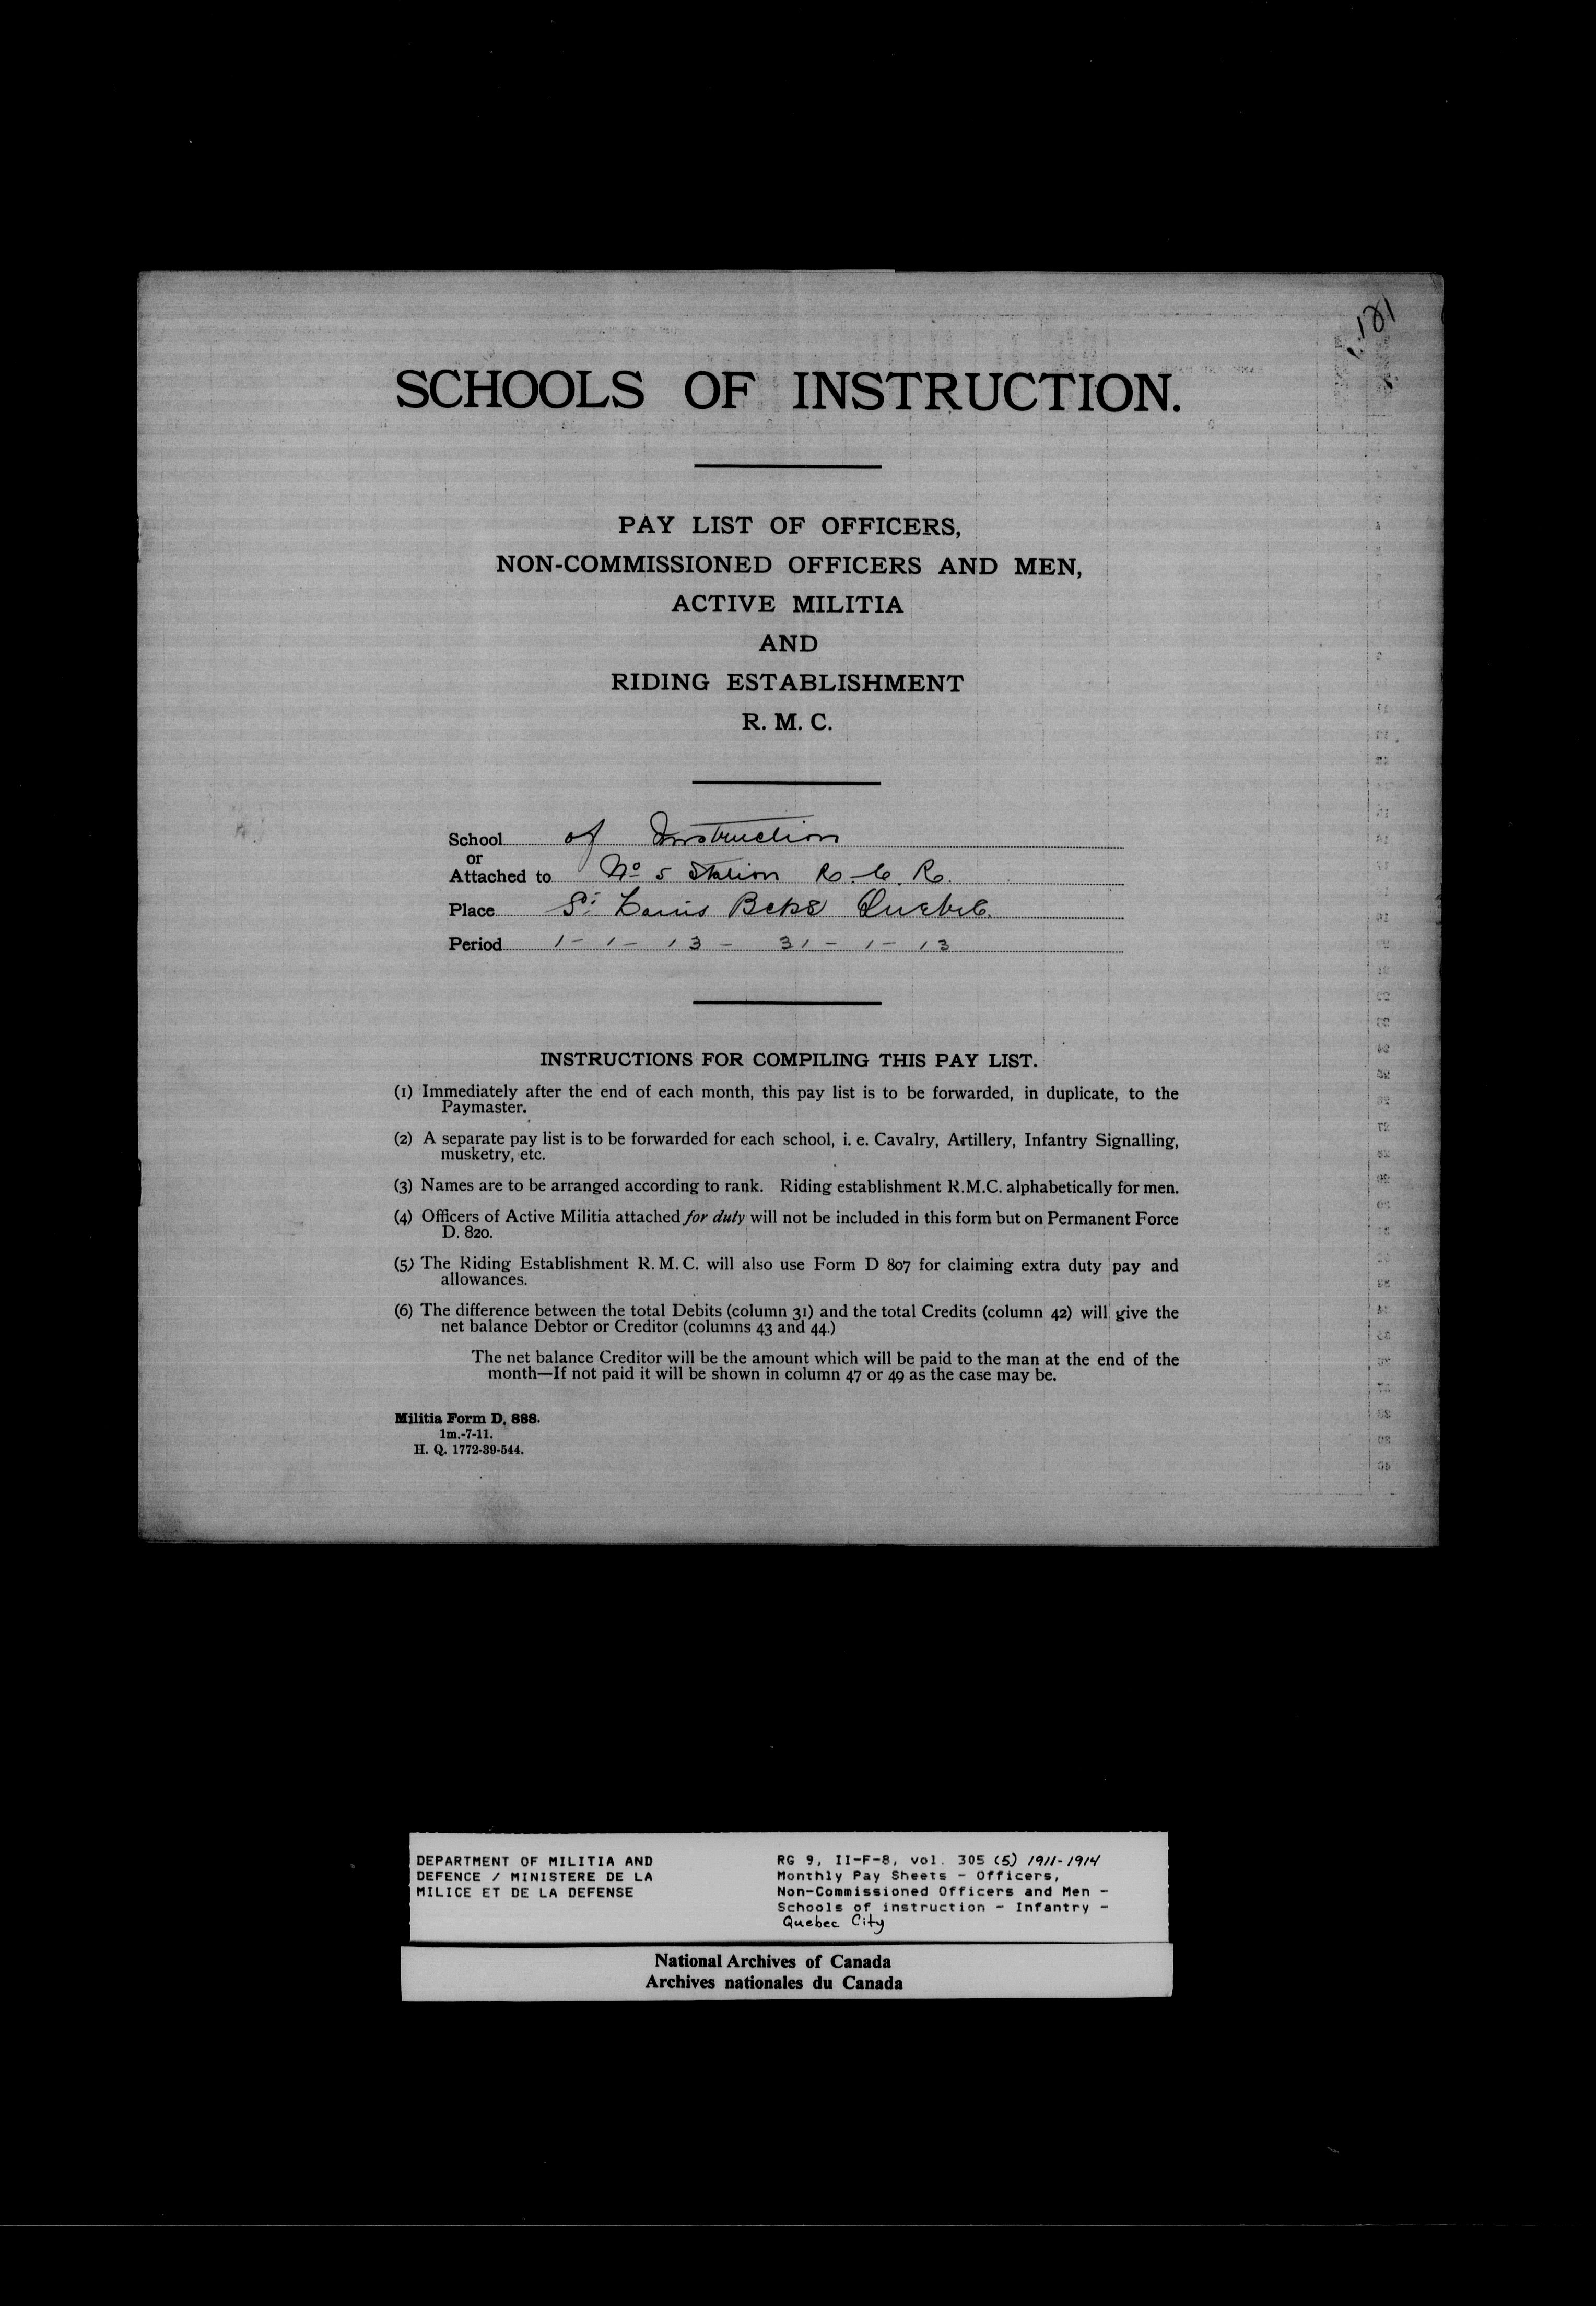 SCHOOLS OF INSTRUCTION.
PAY LIST OF OFFICERS,
NON-COMMISSIONED OFFICERS AND MEN,
ACTIVE MILITIA
AND
RIDING ESTABLISHMENT
R. M. C.
School of Instruction
or
Attached to No 5 Station R. C. R.
Place St Louis Bcks Quebec.
Period 1 - 1 - 13 - 31 - 1 - 13
INSTRUCTIONS FOR COMPILING THIS PAY LIST.
(1) Immediately after the end of each month, this pay list is to be forwarded, in duplicate, to the
Paymaster.
(2) A separate pay list is to be forwarded for each school, i. e. Cavalry, Artillery, Infantry Signalling,
musketry, etc.
(3) Names are to be arranged according to rank. Riding establishment R.M.C. alphabetically for men.
(4) Officers of Active Militia attached for duty will not be included in this form but on Permanent Force
D. 820.
(5) The Riding Establishment R. M. C. will also use Form D 807 for claiming extra duty pay and
allowances.
(6) The difference between the total Debits (column 31) and the total Credits (column 42) will give the
net balance Debtor or Creditor (columns 43 and 44.)
The net balance Creditor will be the amount which will be paid to the man at the end of the
month—If not paid it will be shown in column 47 or 49 as the case may be.
Militia Form D. 888.
1m.-7-11.
H. Q. 1772-39-544.
DEPARTMENT OF MILITIA AND
DEFENCE / MINISTERE DE LA
MILICE ET DE LA DEFENSE
RG 9, II-F-8, vol. 305 (5) 1911-1914
Monthly Pay Sheets - Officers,
Non-Commissioned Officers and Men -
Schools of instruction - Infantry -
Quebec City
National Archives of Canada
Archives nationales du Canada